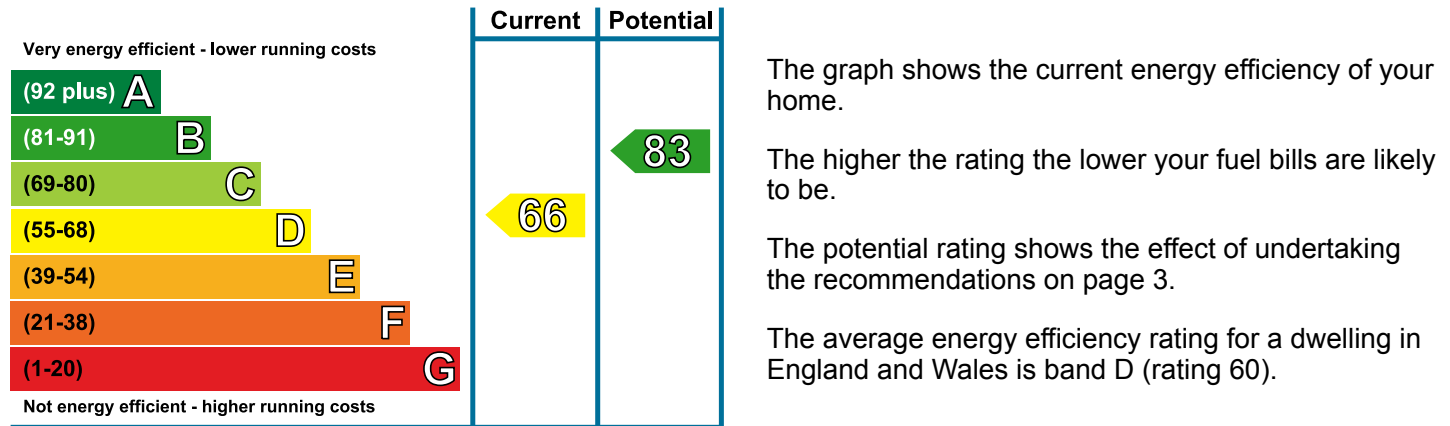 Current Potential
Very energy efficient - lower running costs
(92 plus) A
(81-91) B
(69-80) C
(55-68) D
(39-54) E
(21-38) F
(1-20) G
Not energy efficient - higher running costs
66
83
The graph shows the current energy efficiency of your
home.
The higher the rating the lower your fuel bills are likely
to be.
The potential rating shows the effect of undertaking
the recommendations on page 3.
The average energy efficiency rating for a dwelling in
England and Wales is band D (rating 60).